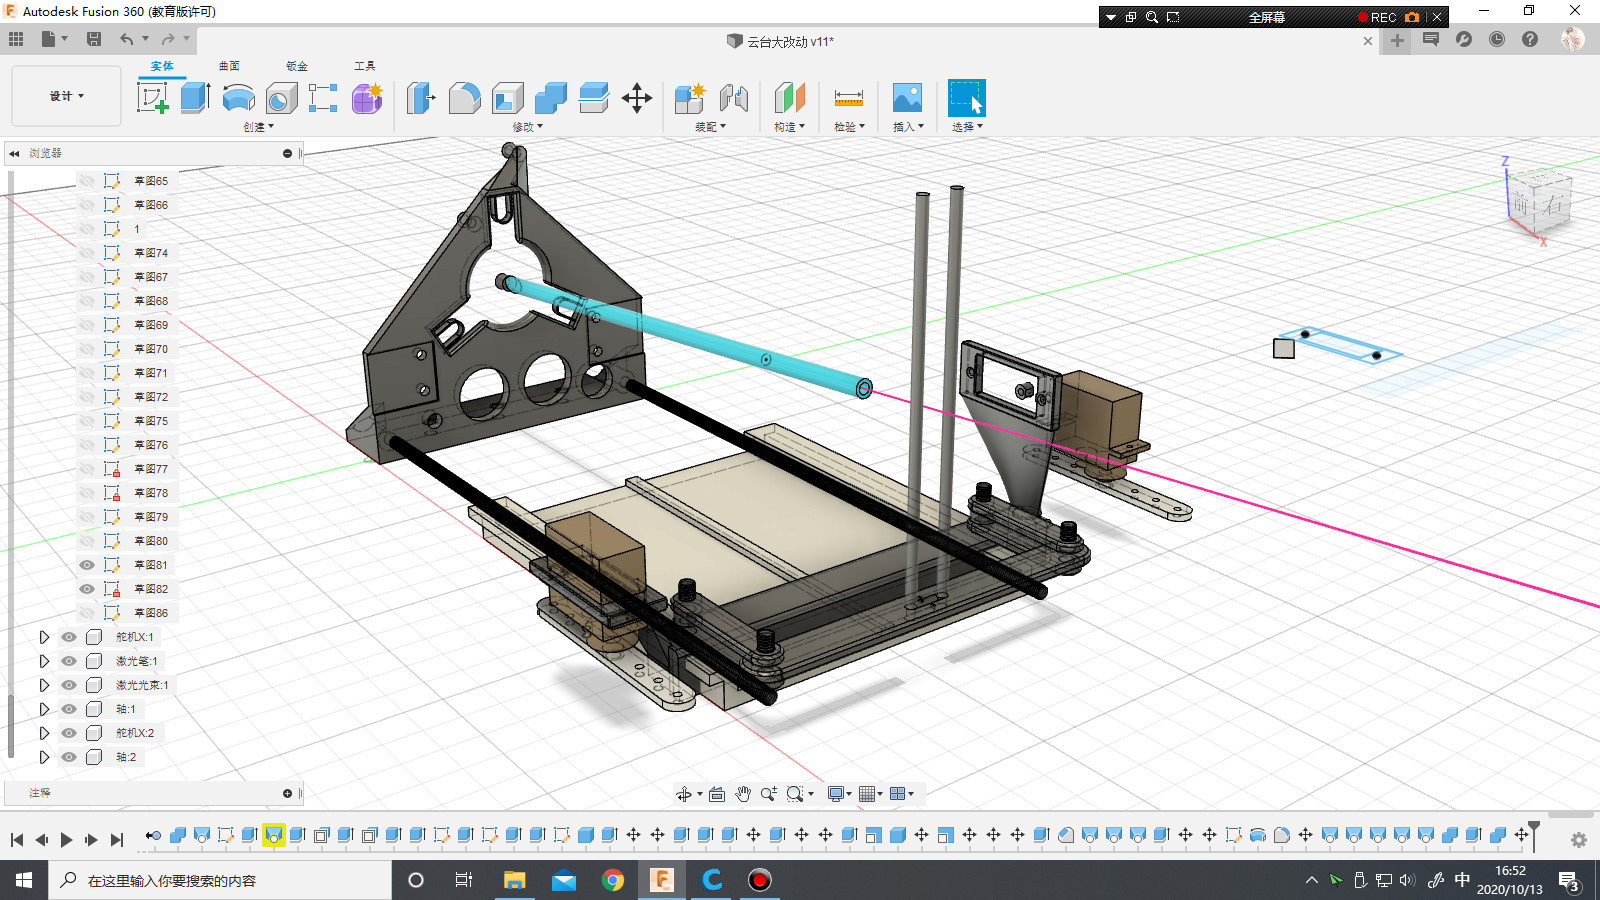 Autodesk Fusion 360 (教育版许可)
全屏幕
REC
云台大改动 v11*
设计
实体
曲面
钣金
工具
创建
修改
装配
构造
检验
插入
选择
浏览器
草图65
草图66
1
草图74
草图67
草图68
草图69
草图70
草图71
草图72
草图75
草图76
草图77
草图78
草图79
草图80
草图81
草图82
草图86
舵机X:1
激光笔:1
激光光束:1
轴:1
舵机X:2
轴:2
注释
Z
前
右
X
在这里输入你要搜索的内容
中
16:52
2020/10/13
3